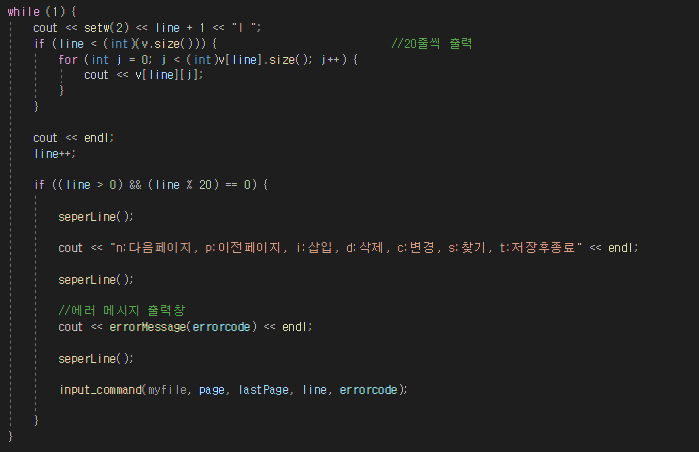 while (1) {
    cout << setw(2) << line + 1 << "| ";
    if (line < (int)(v.size())) {                    //20줄씩 출력
        for (int j = 0; j < (int)v[line].size(); j++) {
            cout << v[line][j];
        }
    }

    cout << endl;
    line++;

    if ((line > 0) && (line % 20) == 0) {

        seperLine();

        cout << "n:다음페이지, p:이전페이지, i:삽입, d:삭제, c:변경, s:찾기, t:저장후종료" << endl;

        seperLine();

        //에러 메시지 출력창
        cout << errorMessage(errorcode) << endl;

        seperLine();

        input_command(myfile, page, lastPage, line, errorcode);

    }
}